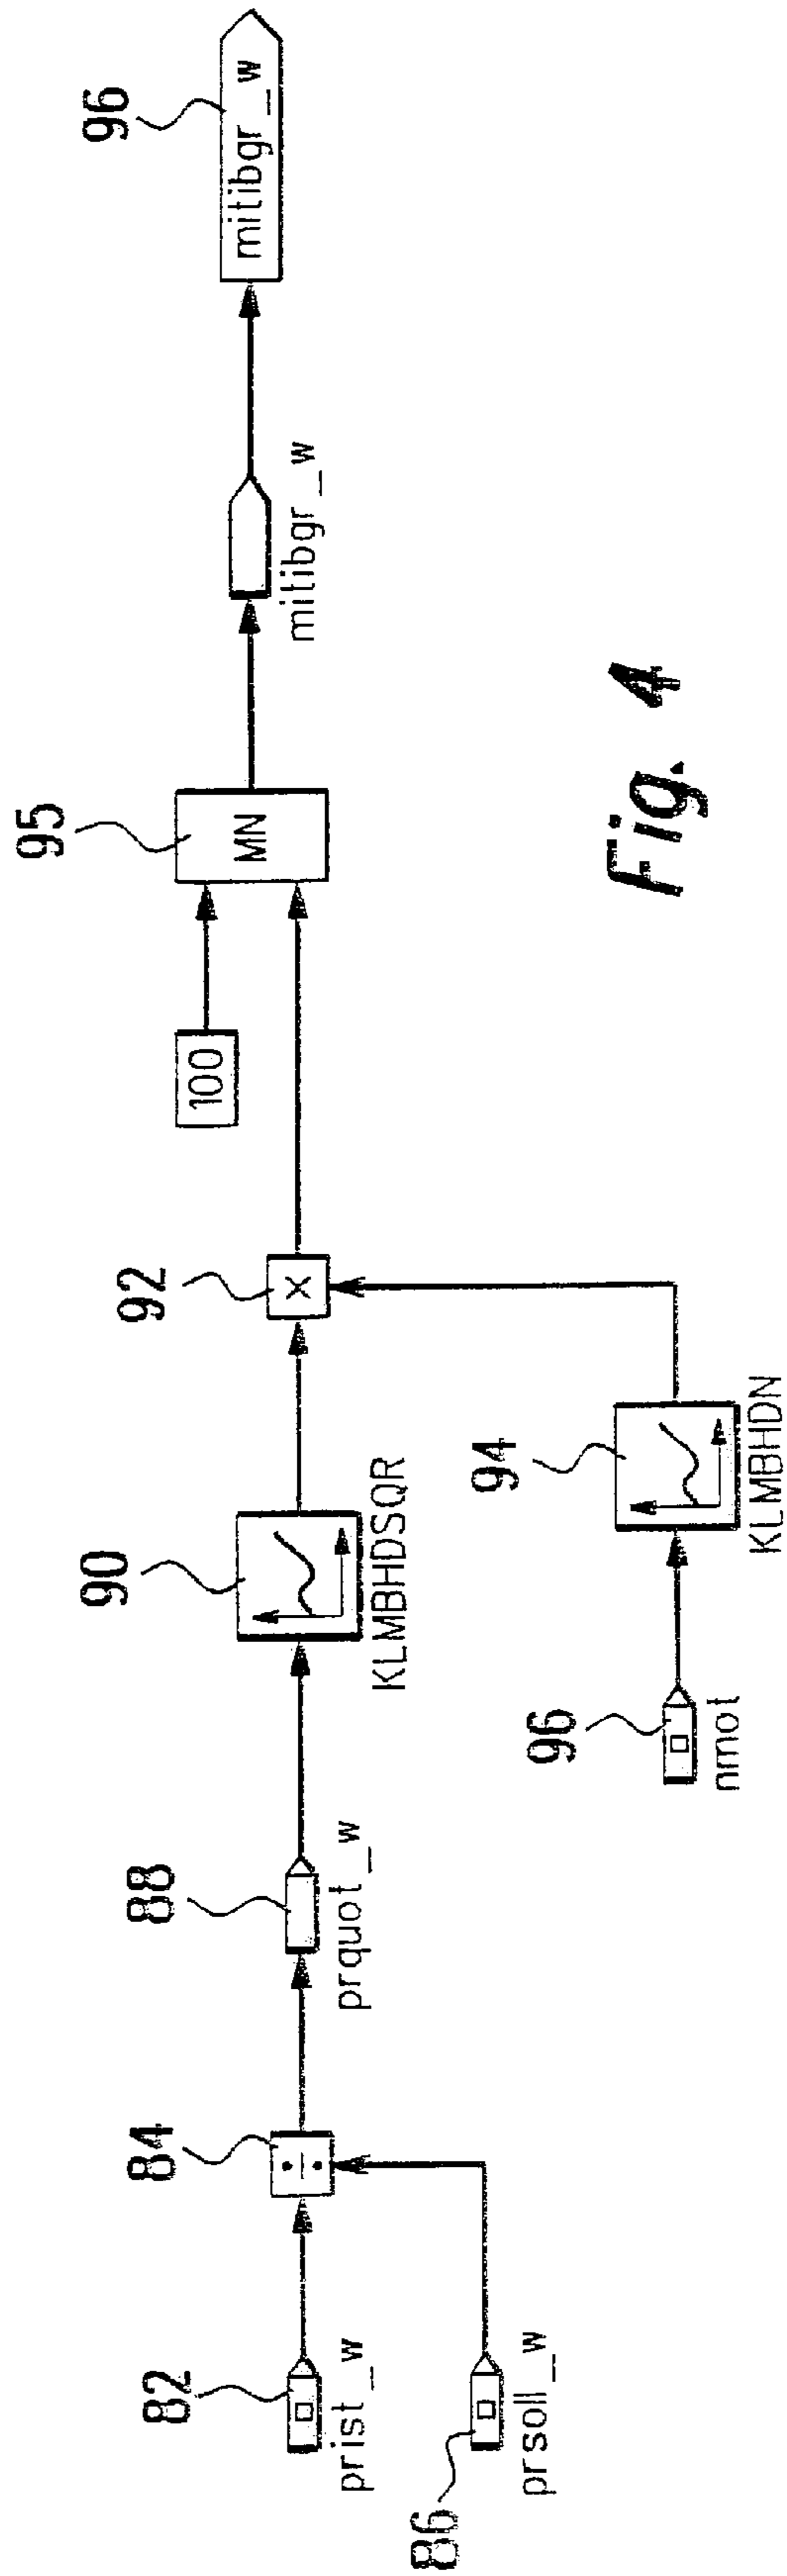 82
prist_w
86
prsoll_w
84
88
prquot_w
90
KLMBHDSQR
96
nmot
94
KLMBHDN
92
X
100
95
MN
mitibgr_w
96
mitibgr_w
Fig. 4